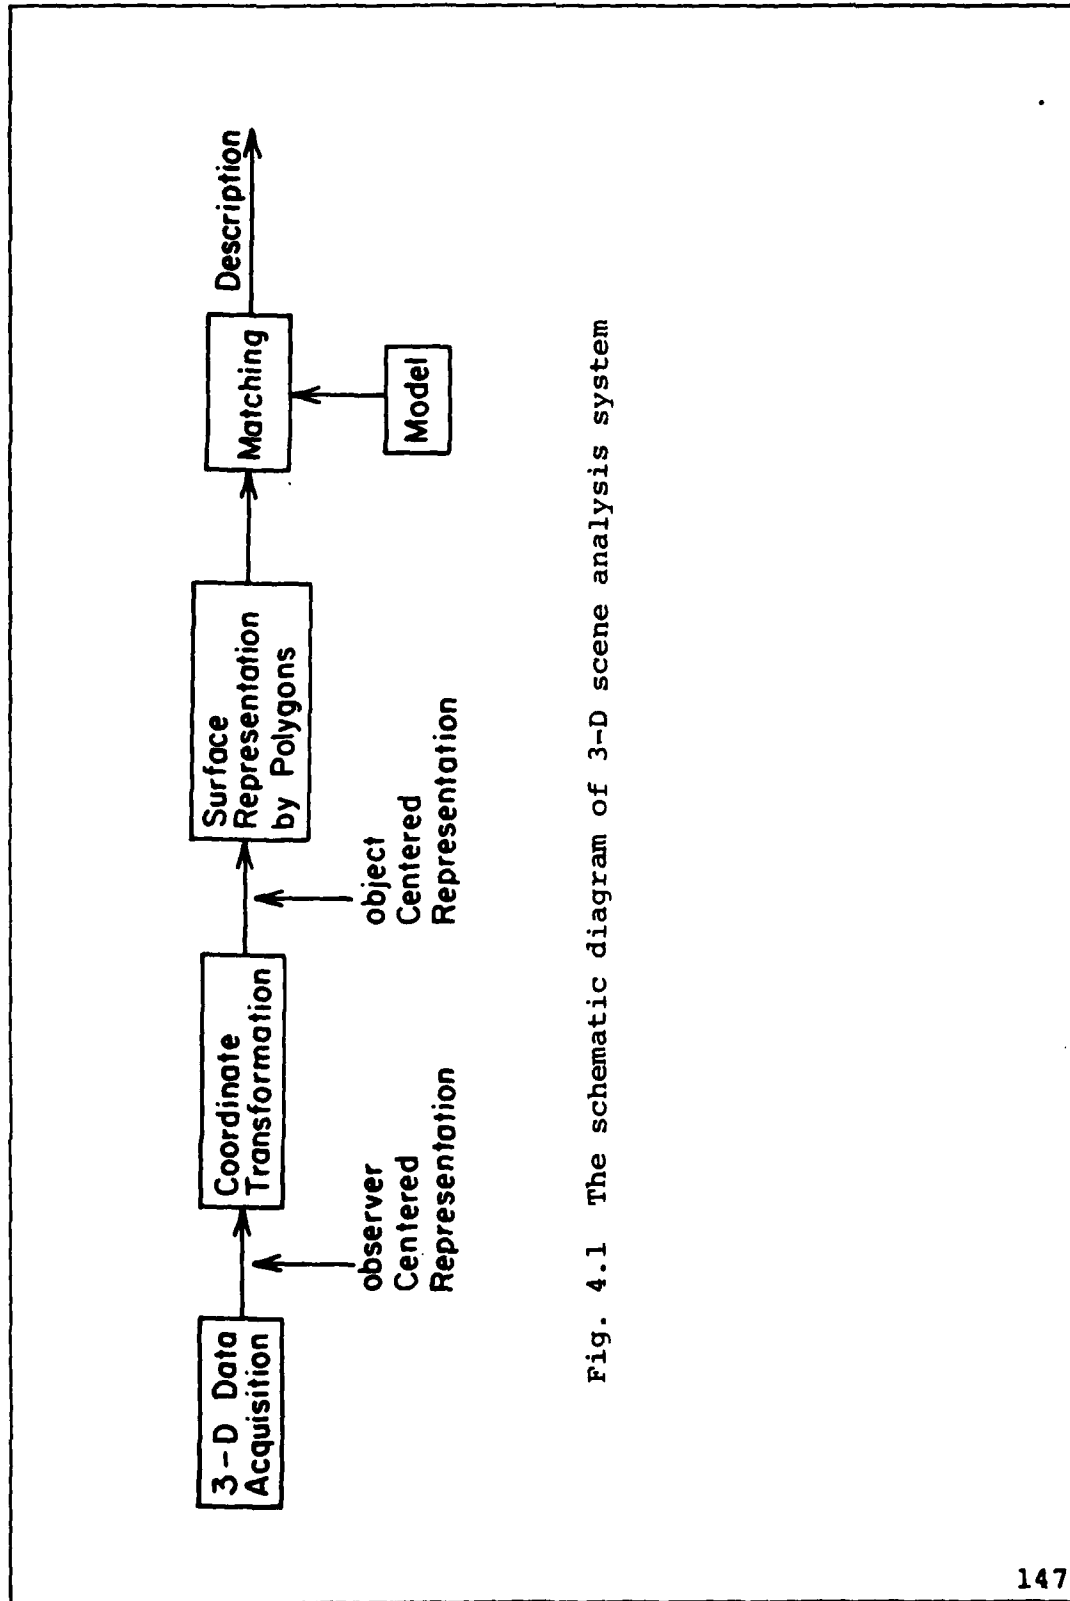 3-D Data
Acquisition
observer
Centered
Representation
Coordinate
Transformation
object
Centered
Representation
Surface
Representation
by Polygons
Matching
Model
Description
Fig. 4.1 The schematic diagram of 3-D scene analysis system
147